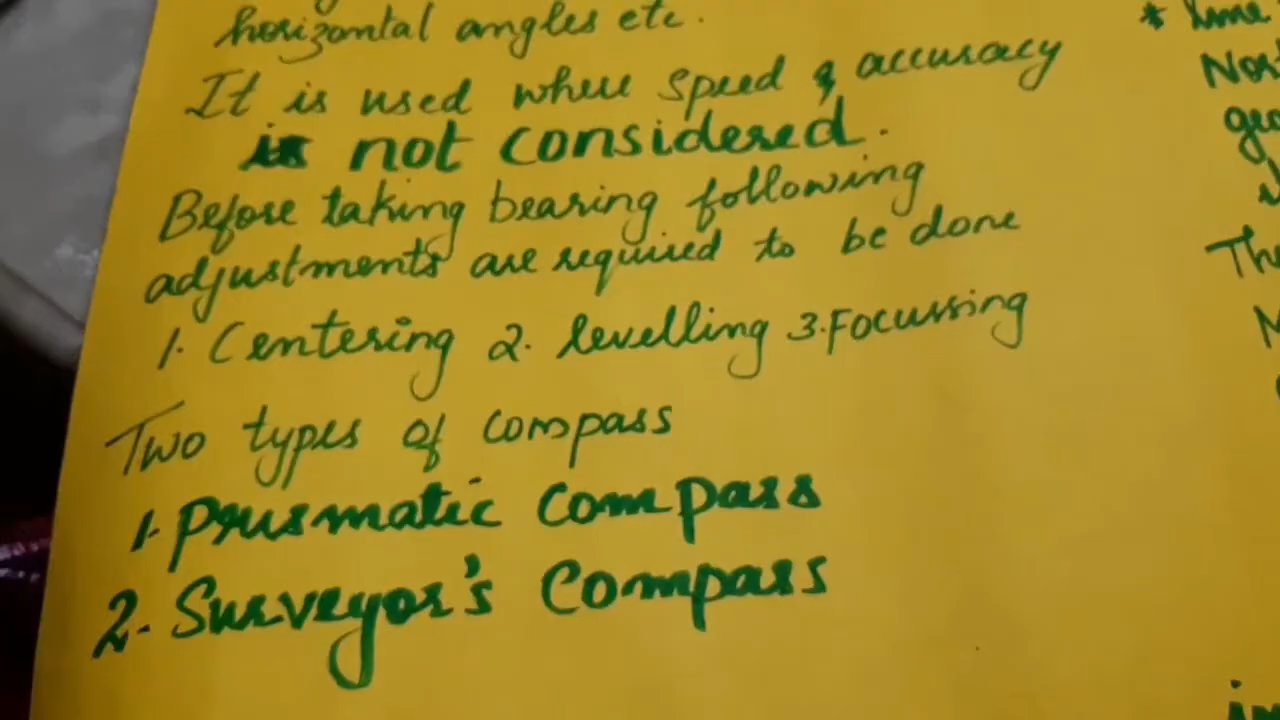 horizontal angles etc.
It is used where speed & accuracy
is not considered.
Before taking bearing following
adjustments are required to be done
1. Centering 2. levelling 3. Focussing
Two types of compass
1. Prismatic Compass
2. Surveyor's Compass